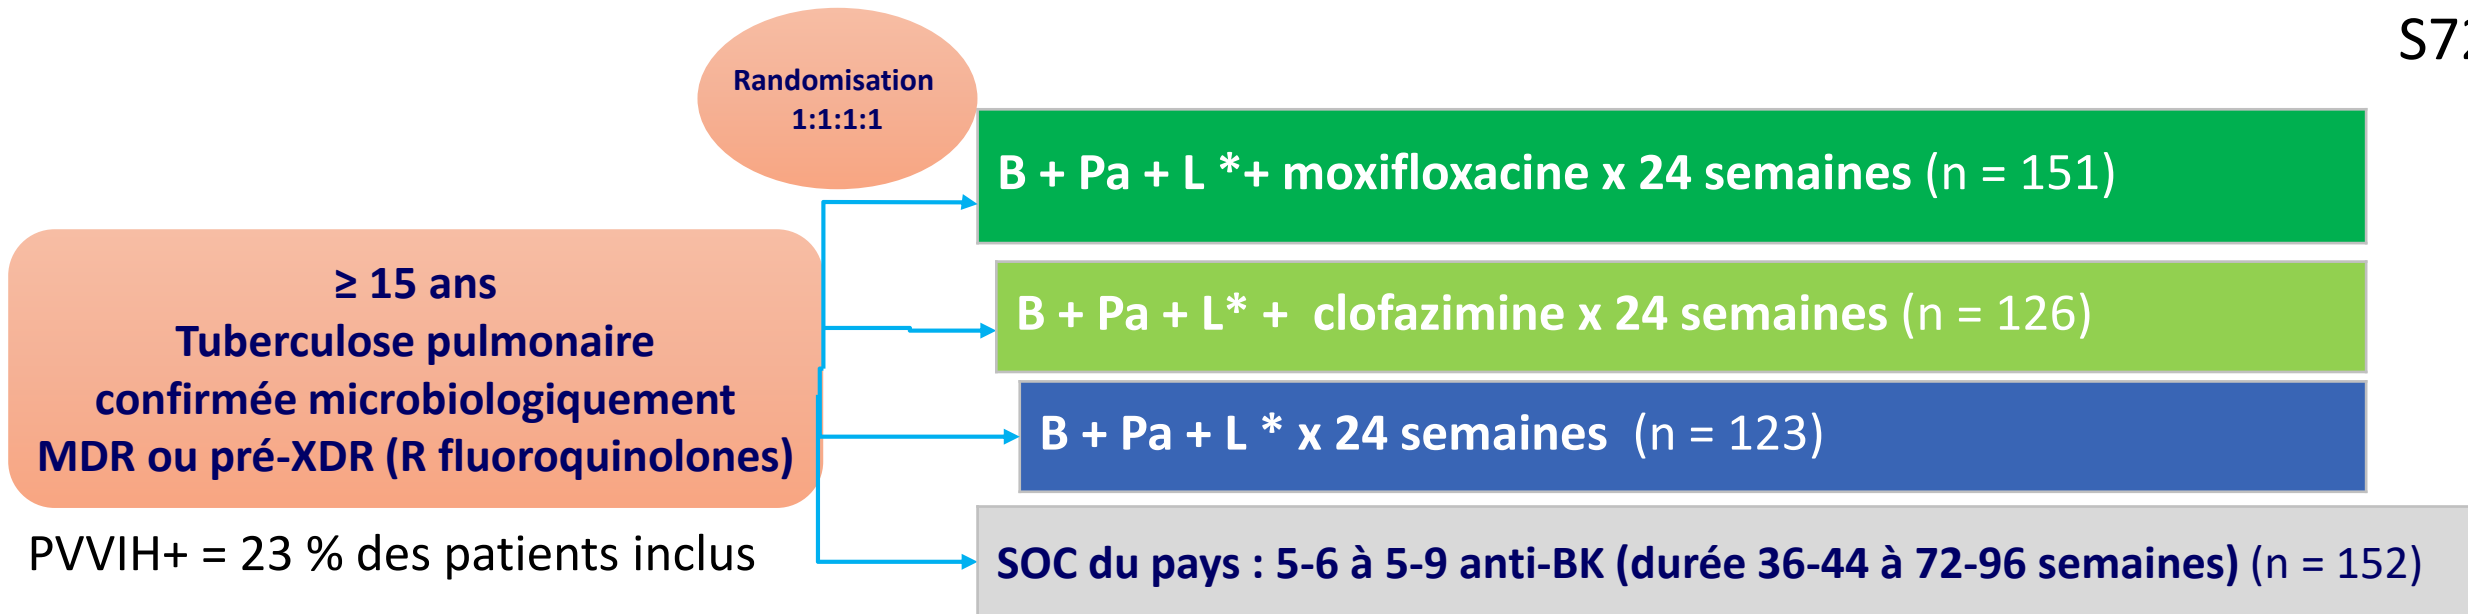 S72
Randomisation
1:1:1:1
B + Pa + L *+ moxifloxacine x 24 semaines (n = 151)
≥ 15 ans
Tuberculose pulmonaire
confirmée microbiologiquement
MDR ou pré-XDR (R fluoroquinolones)
B + Pa + L* + clofazimine x 24 semaines (n = 126)
B + Pa + L * x 24 semaines (n = 123)
PVVIH+ = 23 % des patients inclus
SOC du pays : 5-6 à 5-9 anti-BK (durée 36-44 à 72-96 semaines) (n = 152)